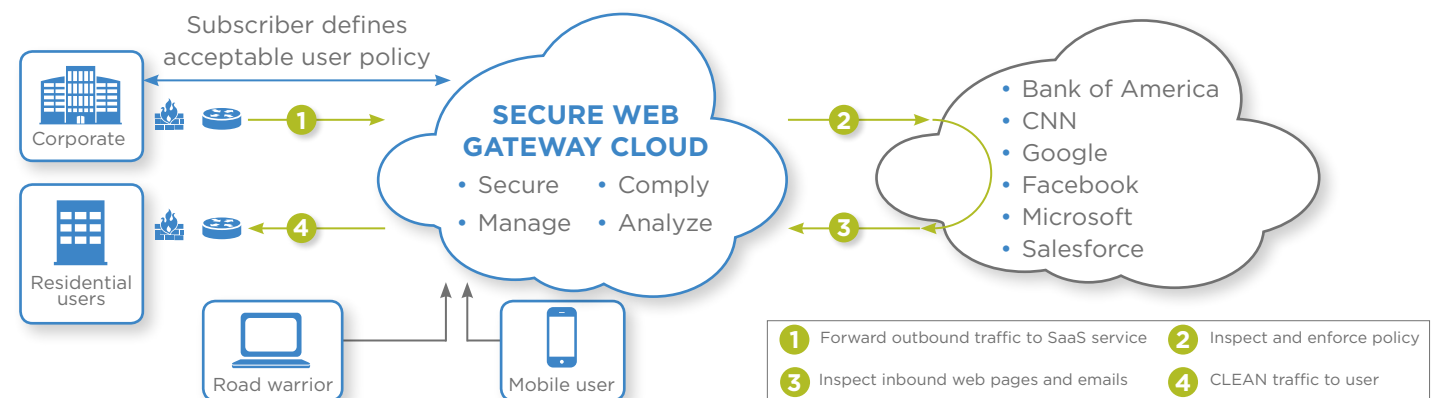 Subscriber defines
acceptable user policy
Corporate
1
SECURE WEB
GATEWAY CLOUD
• Secure • Comply
• Manage • Analyze
2
• Bank of America
• CNN
• Google
• Facebook
• Microsoft
• Salesforce
3
4
Residential
users
Road warrior
Mobile user
1 Forward outbound traffic to SaaS service
2 Inspect and enforce policy
3 Inspect inbound web pages and emails
4 CLEAN traffic to user